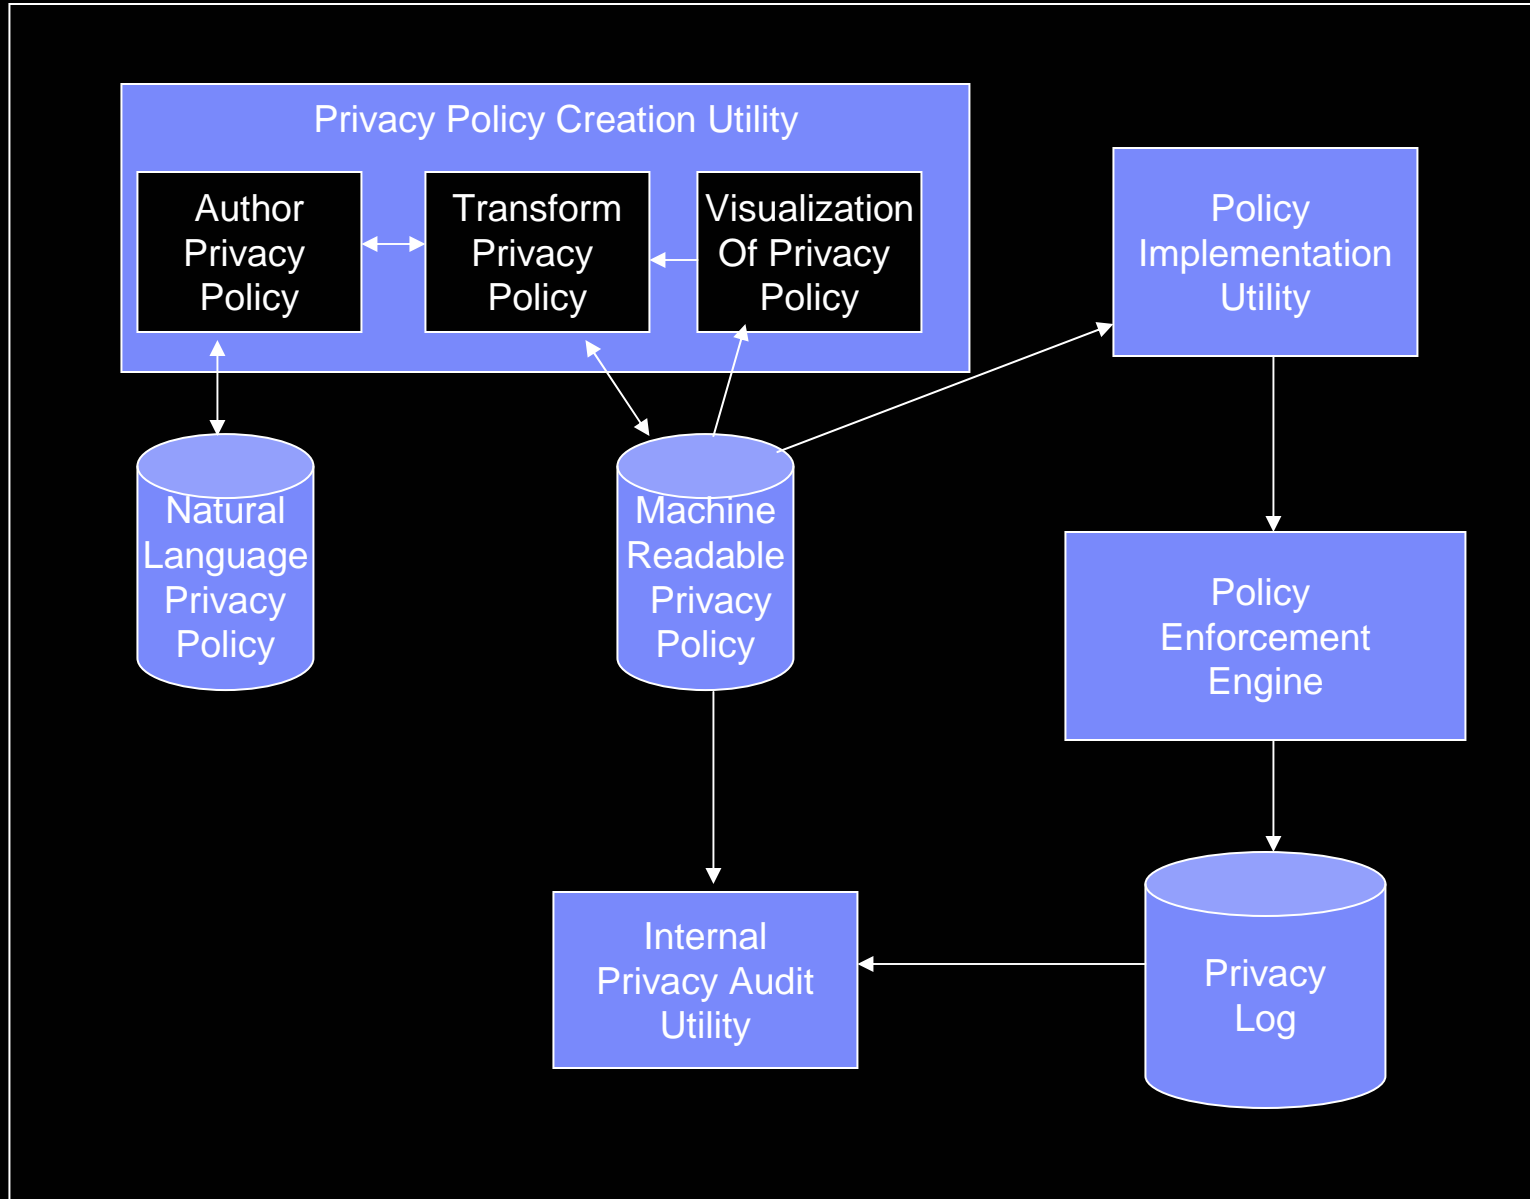 Privacy Policy Creation Utility
Author
Privacy
Policy
Transform
Privacy
Policy
Visualization
Of Privacy
Policy
Policy
Implementation
Utility
Natural
Language
Privacy
Policy
Machine
Readable
Privacy
Policy
Policy
Enforcement
Engine
Internal
Privacy Audit
Utility
Privacy
Log